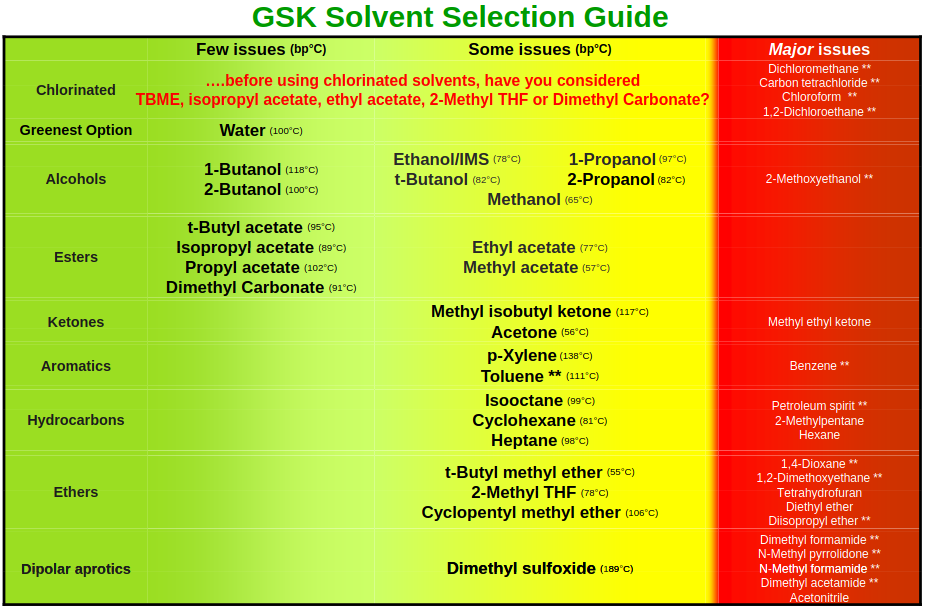 GSK Solvent Selection Guide
Few issues (bp°C) Some issues (bp°C) Major issues
Chlorinated
….before using chlorinated solvents, have you considered
TBME, isopropyl acetate, ethyl acetate, 2-Methyl THF or Dimethyl Carbonate?
Dichloromethane **
Carbon tetrachloride **
Chloroform **
1,2-Dichloroethane **
Greenest Option Water (100°C)
Alcohols
1-Butanol (118°C)
2-Butanol (100°C)
Ethanol/IMS (78°C) 1-Propanol (97°C)
t-Butanol (82°C) 2-Propanol (82°C)
Methanol (65°C)
2-Methoxyethanol **
Esters
t-Butyl acetate (95°C)
Isopropyl acetate (89°C)
Propyl acetate (102°C)
Dimethyl Carbonate (91°C)
Ethyl acetate (77°C)
Methyl acetate (57°C)
Ketones
Methyl isobutyl ketone (117°C)
Acetone (56°C)
Methyl ethyl ketone
Aromatics
p-Xylene (138°C)
Toluene ** (111°C)
Benzene **
Hydrocarbons
Isooctane (99°C)
Cyclohexane (81°C)
Heptane (98°C)
Petroleum spirit **
2-Methylpentane
Hexane
Ethers
t-Butyl methyl ether (55°C)
2-Methyl THF (78°C)
Cyclopentyl methyl ether (106°C)
1,4-Dioxane **
1,2-Dimethoxyethane **
Tetrahydrofuran
Diethyl ether
Diisopropyl ether **
Dipolar aprotics
Dimethyl sulfoxide (189°C)
Dimethyl formamide **
N-Methyl pyrrolidone **
N-Methyl formamide **
Dimethyl acetamide **
Acetonitrile